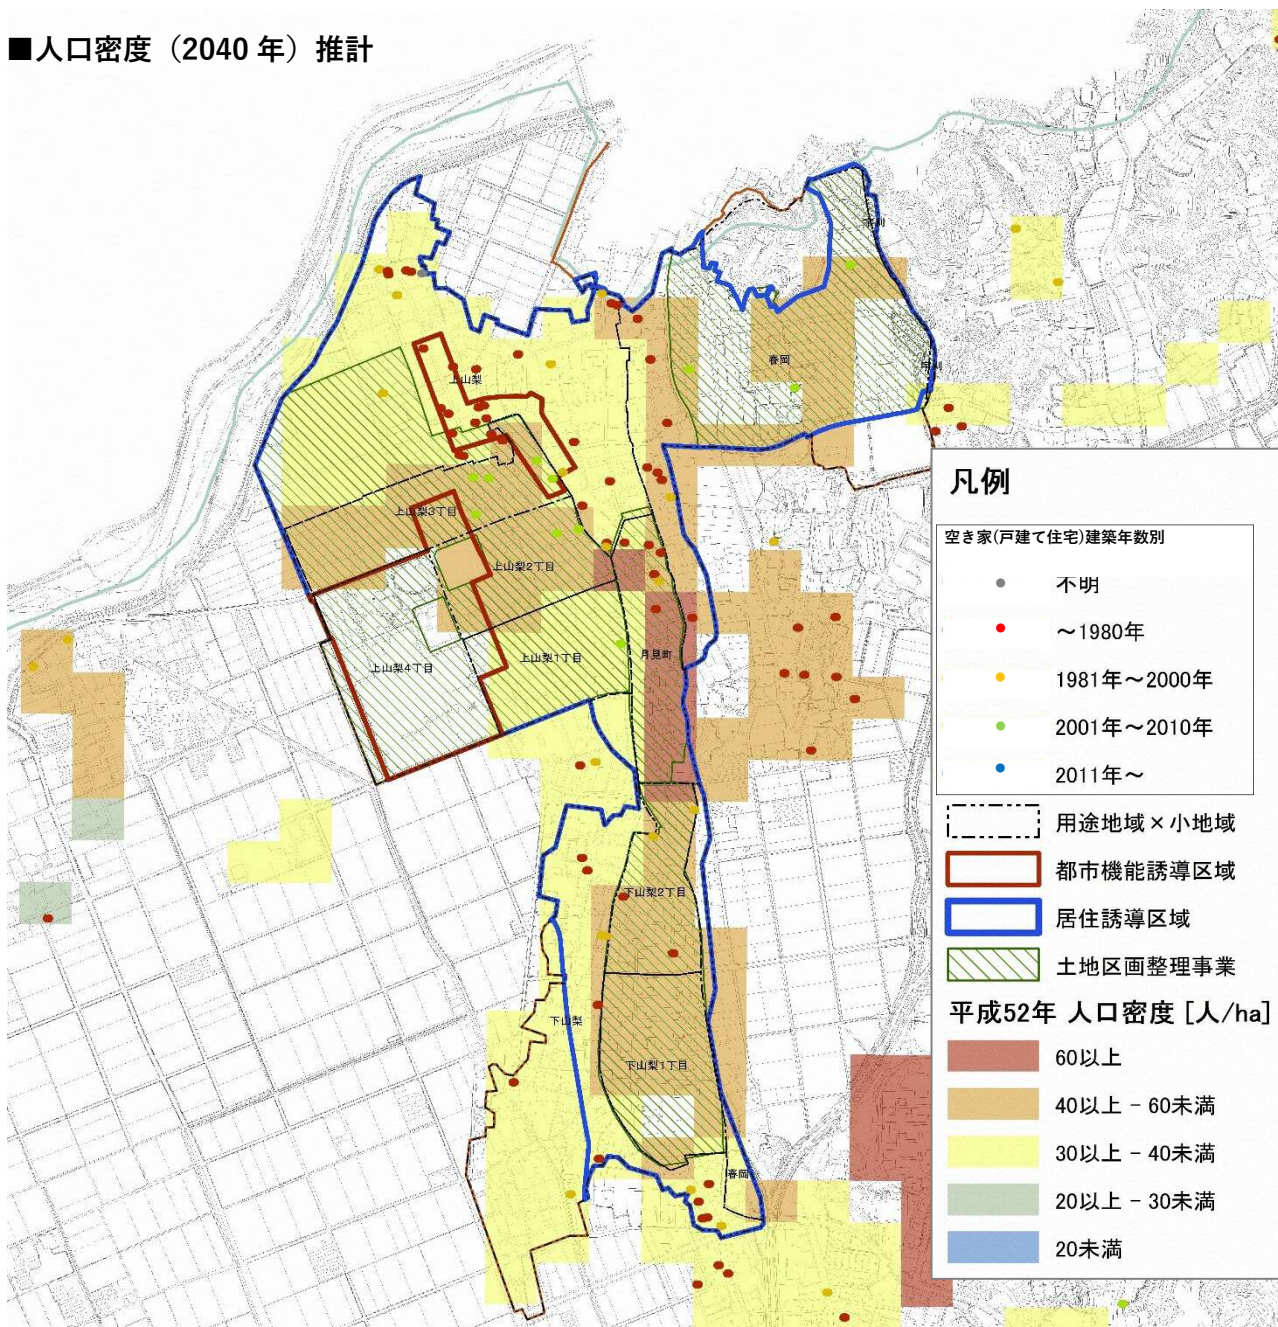 ■人口密度（2040 年）推計
市刈
市刈
春岡
上山梨
上山梨3丁目
上山梨2丁目
上山梨4丁目
上山梨1丁目
月見町
下山梨2丁目
下山梨
下山梨1丁目
春岡
凡例
空き家(戸建て住宅)建築年数別
不明
～1980年
1981年～2000年
2001年～2010年
2011年～
用途地域×小地域
都市機能誘導区域
居住誘導区域
土地区画整理事業
平成52年 人口密度 [人/ha]
60以上
40以上 − 60未満
30以上 − 40未満
20以上 − 30未満
20未満